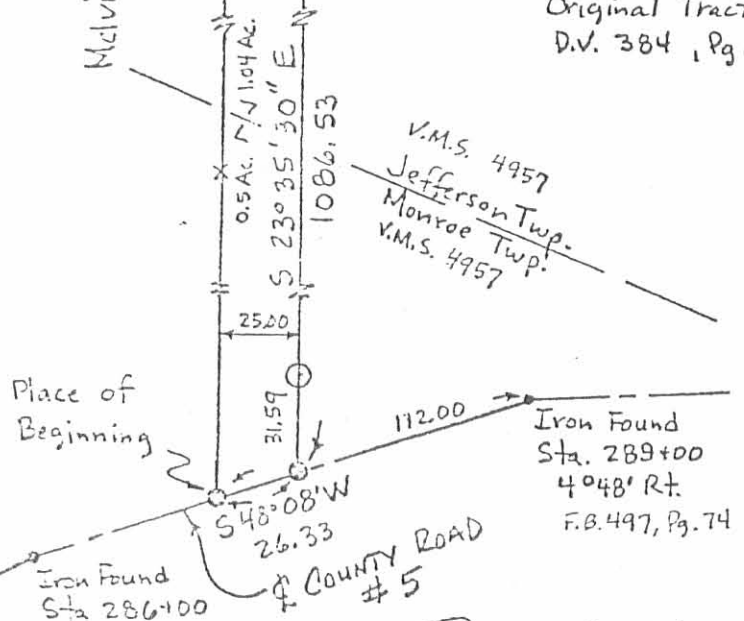 Original Tract
D.V. 384 , Pg
0.5 Ac. 1.04 Ac.
S 23° 35' 30" E
1086.53
V.M.S. 4957
Jefferson Twp.
Monroe Twp.
V.M.S. 4957
25.00
31.59
172.00
Place of
Beginning
Iron Found
Sta. 289+00
4°48' Rt.
F.B. 497, Pg. 74
S 48° 08' W
26.33
℄ COUNTY ROAD
# 5
Iron Found
Sta 286+00